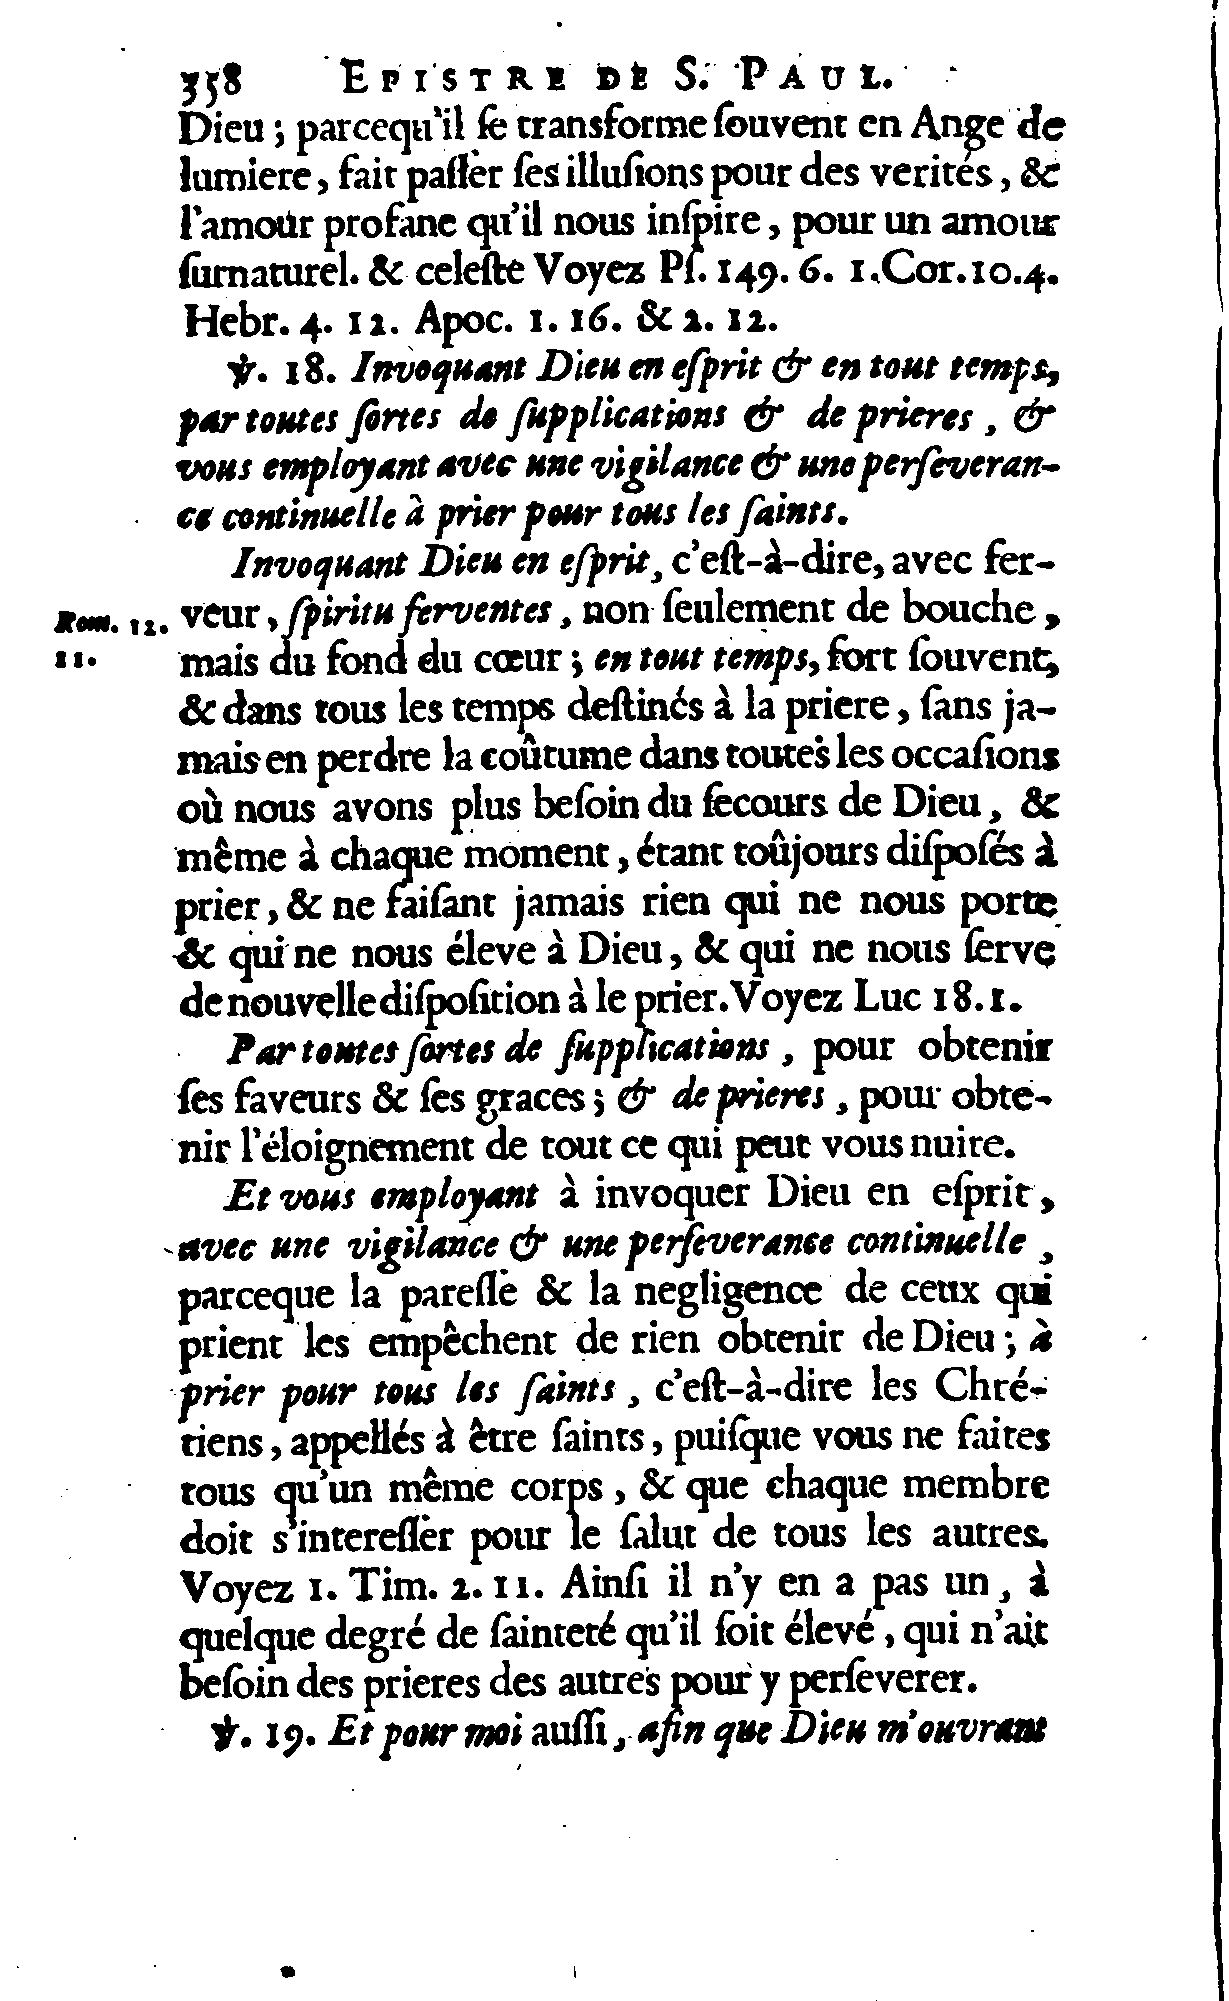 358 EPISTRE DE S. PAUL.
Dieu ; parcequ'il ſe transforme ſouvent en Ange de
lumiere, fait paſſer ſes illuſions pour des verités, &
l'amour profane qu'il nous inſpire, pour un amour
ſurnaturel. & celeſte Voyez Pſ. 149. 6. 1. Cor. 10. 4.
Hebr. 4. 12. Apoc. 1. 16. & 2. 12.
℣. 18. Invoquant Dieu en eſprit & en tout temps,
par toutes ſortes de ſupplications & de prieres, &
vous employant avec une vigilance & une perſeveran-
ce continuelle à prier pour tous les ſaints.
Invoquant Dieu en eſprit, c'eſt-à-dire, avec fer-
Rom. 12. veur, ſpiritu ferventes, non ſeulement de bouche,
11. mais du fond du cœur ; en tout temps, fort ſouvent,
& dans tous les temps deſtinés à la priere, ſans ja-
mais en perdre la coûtume dans toutes les occaſions
où nous avons plus beſoin du ſecours de Dieu, &
même à chaque moment, étant toûjours diſpoſés à
prier, & ne faiſant jamais rien qui ne nous porte
& qui ne nous éleve à Dieu, & qui ne nous ſerve
de nouvelle diſpoſition à le prier. Voyez Luc 18. 1.
Par toutes ſortes de ſupplications, pour obtenir
ſes faveurs & ſes graces ; & de prieres, pour obte-
nir l'éloignement de tout ce qui peut vous nuire.
Et vous employant à invoquer Dieu en eſprit,
avec une vigilance & une perſeverance continuelle,
parceque la pareſſe & la negligence de ceux qui
prient les empêchent de rien obtenir de Dieu ; à
prier pour tous les ſaints, c'eſt-à-dire les Chré-
tiens, appellés à être ſaints, puiſque vous ne faites
tous qu'un même corps, & que chaque membre
doit s'intereſſer pour le ſalut de tous les autres.
Voyez 1. Tim. 2. 11. Ainſi il n'y en a pas un, à
quelque degré de ſainteté qu'il ſoit élevé, qui n'ait
beſoin des prieres des autres pour y perſeverer.
℣. 19. Et pour moi auſſi, afin que Dieu m'ouvrant